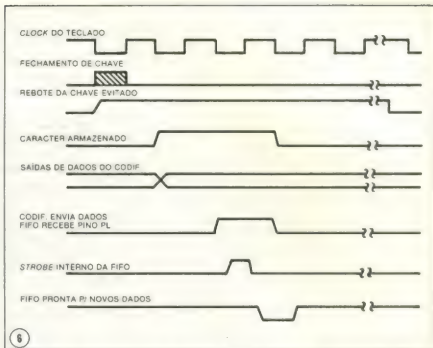 CLOCK DO TECLADO
FECHAMENTO DE CHAVE
REBOTE DA CHAVE EVITADO
CARACTER ARMAZENADO
SAÍDAS DE DADOS DO CODIF.
CODIF. ENVIA DADOS
FIFO RECEBE PINO PL
STROBE INTERNO DA FIFO
FIFO PRONTA P/ NOVOS DADOS
6